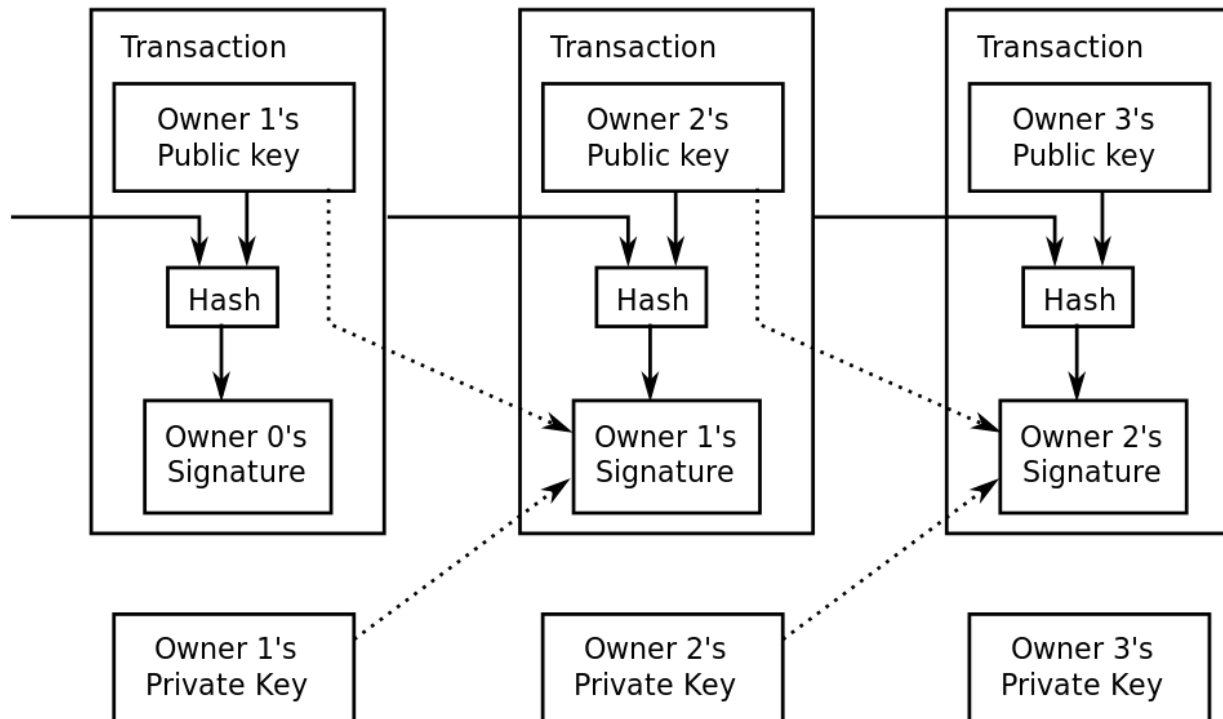 Transaction
Owner 1's
Public key
Hash
Owner 0's
Signature
Transaction
Owner 2's
Public key
Hash
Owner 1's
Signature
Transaction
Owner 3's
Public key
Hash
Owner 2's
Signature
Owner 1's
Private Key
Owner 2's
Private Key
Owner 3's
Private Key